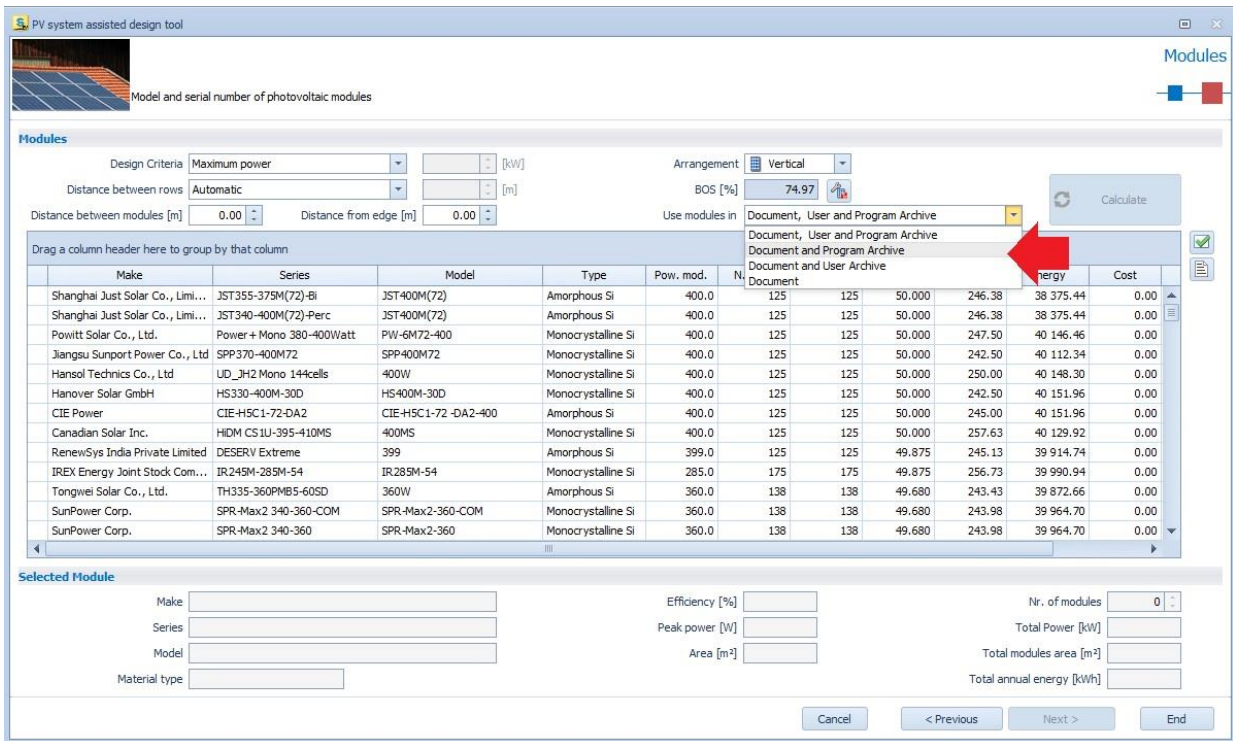 PV system assisted design tool
Modules
Model and serial number of photovoltaic modules
Modules
Design Criteria Maximum power [kW] Arrangement Vertical
Distance between rows Automatic [m] BOS [%] 74.97
Distance between modules [m] 0.00 Distance from edge [m] 0.00 Use modules in Document, User and Program Archive Calculate
Document, User and Program Archive
Document and Program Archive
Document and User Archive
Document
Drag a column header here to group by that column
Make Series Model Type Pow. mod. N. nergy Cost
Shanghai Just Solar Co., Limi... JST355-375M(72)-Bi JST400M(72) Amorphous Si 400.0 125 125 50.000 246.38 38 375.44 0.00
Shanghai Just Solar Co., Limi... JST340-400M(72)-Perc JST400M(72) Amorphous Si 400.0 125 125 50.000 246.38 38 375.44 0.00
Powitt Solar Co., Ltd. Power+ Mono 380-400Watt PW-6M72-400 Monocrystalline Si 400.0 125 125 50.000 247.50 40 146.46 0.00
Jiangsu Sunport Power Co., Ltd SPP370-400M72 SPP400M72 Monocrystalline Si 400.0 125 125 50.000 242.50 40 112.34 0.00
Hansol Technics Co., Ltd UD_JH2 Mono 144cells 400W Monocrystalline Si 400.0 125 125 50.000 250.00 40 148.30 0.00
Hanover Solar GmbH HS330-400M-30D HS400M-30D Monocrystalline Si 400.0 125 125 50.000 242.50 40 151.96 0.00
CIE Power CIE-H5C1-72-DA2 CIE-H5C1-72 -DA2-400 Amorphous Si 400.0 125 125 50.000 245.00 40 151.96 0.00
Canadian Solar Inc. HiDM CS1U-395-410MS 400MS Monocrystalline Si 400.0 125 125 50.000 257.63 40 129.92 0.00
RenewSys India Private Limited DESERV Extreme 399 Amorphous Si 399.0 125 125 49.875 245.13 39 914.74 0.00
IREX Energy Joint Stock Com... IR245M-285M-54 IR285M-54 Monocrystalline Si 285.0 175 175 49.875 256.73 39 990.94 0.00
Tongwei Solar Co., Ltd. TH335-360PMB5-60SD 360W Amorphous Si 360.0 138 138 49.680 243.43 39 872.66 0.00
SunPower Corp. SPR-Max2 340-360-COM SPR-Max2-360-COM Monocrystalline Si 360.0 138 138 49.680 243.98 39 964.70 0.00
SunPower Corp. SPR-Max2 340-360 SPR-Max2-360 Monocrystalline Si 360.0 138 138 49.680 243.98 39 964.70 0.00
Selected Module
Make Efficiency [%] Nr. of modules 0
Series Peak power [W] Total Power [kW]
Model Area [m²] Total modules area [m²]
Material type Total annual energy [kWh]
Cancel < Previous Next > End